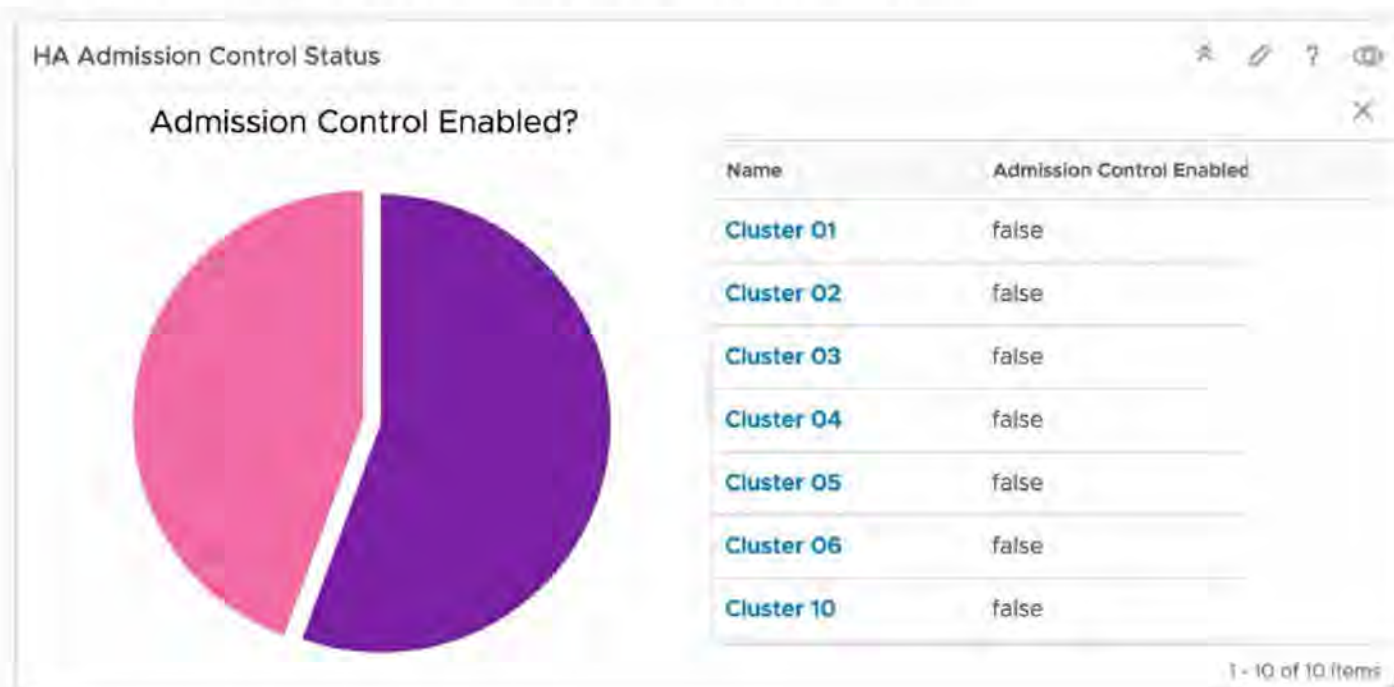 HA Admission Control Status
?
Admission Control Enabled?
Name Admission Control Enabled
Cluster 01 false
Cluster 02 false
Cluster 03 false
Cluster 04 false
Cluster 05 false
Cluster 06 false
Cluster 10 false
1 - 10 of 10 items